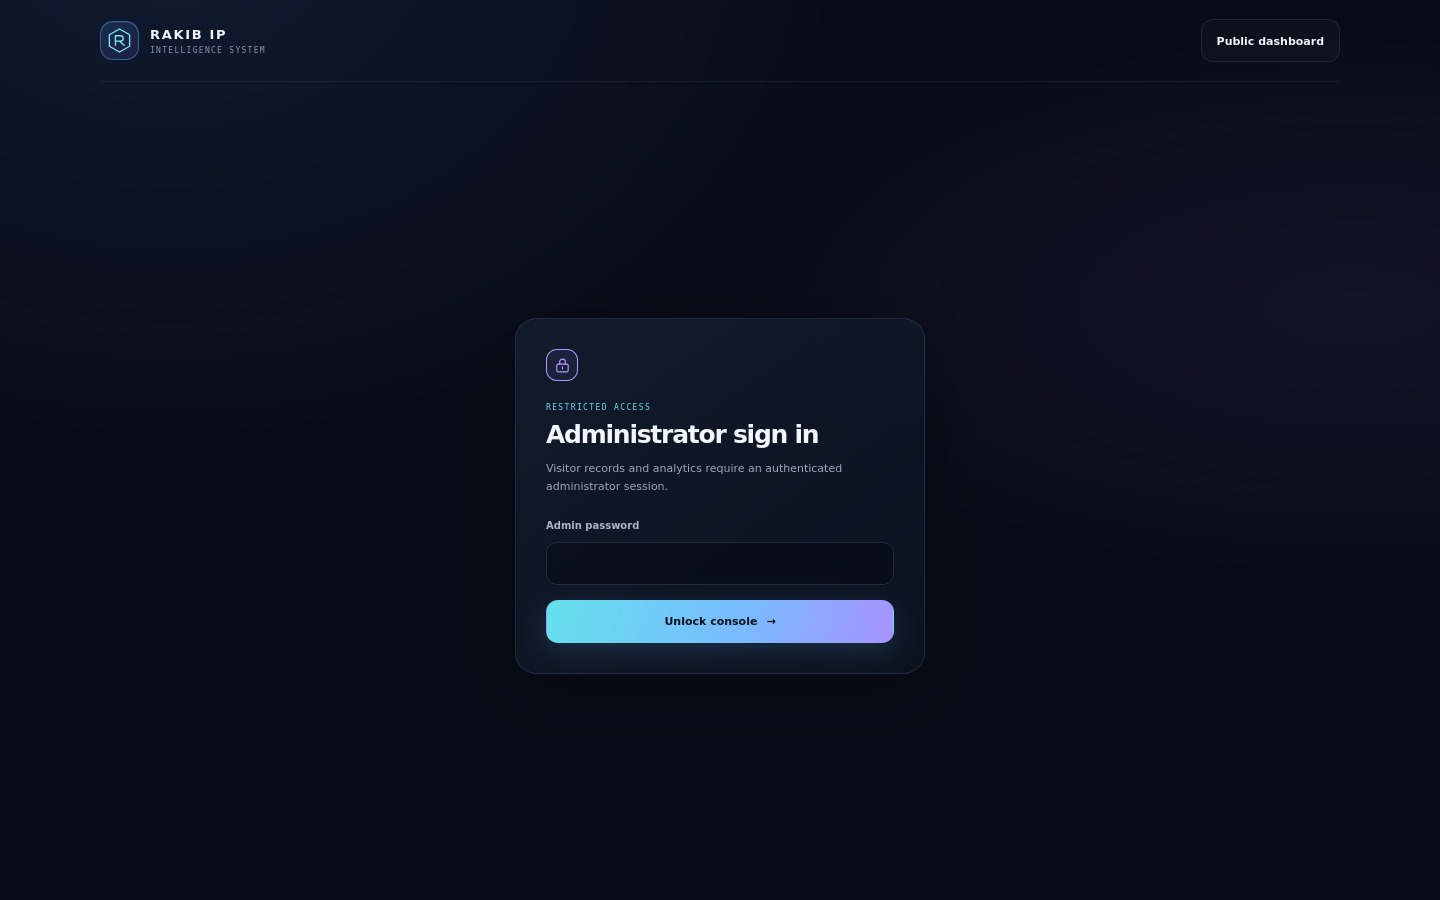 RAKIB IP
INTELLIGENCE SYSTEM
Public dashboard
RESTRICTED ACCESS
Administrator sign in
Visitor records and analytics require an authenticated
administrator session.
Admin password
Unlock console →